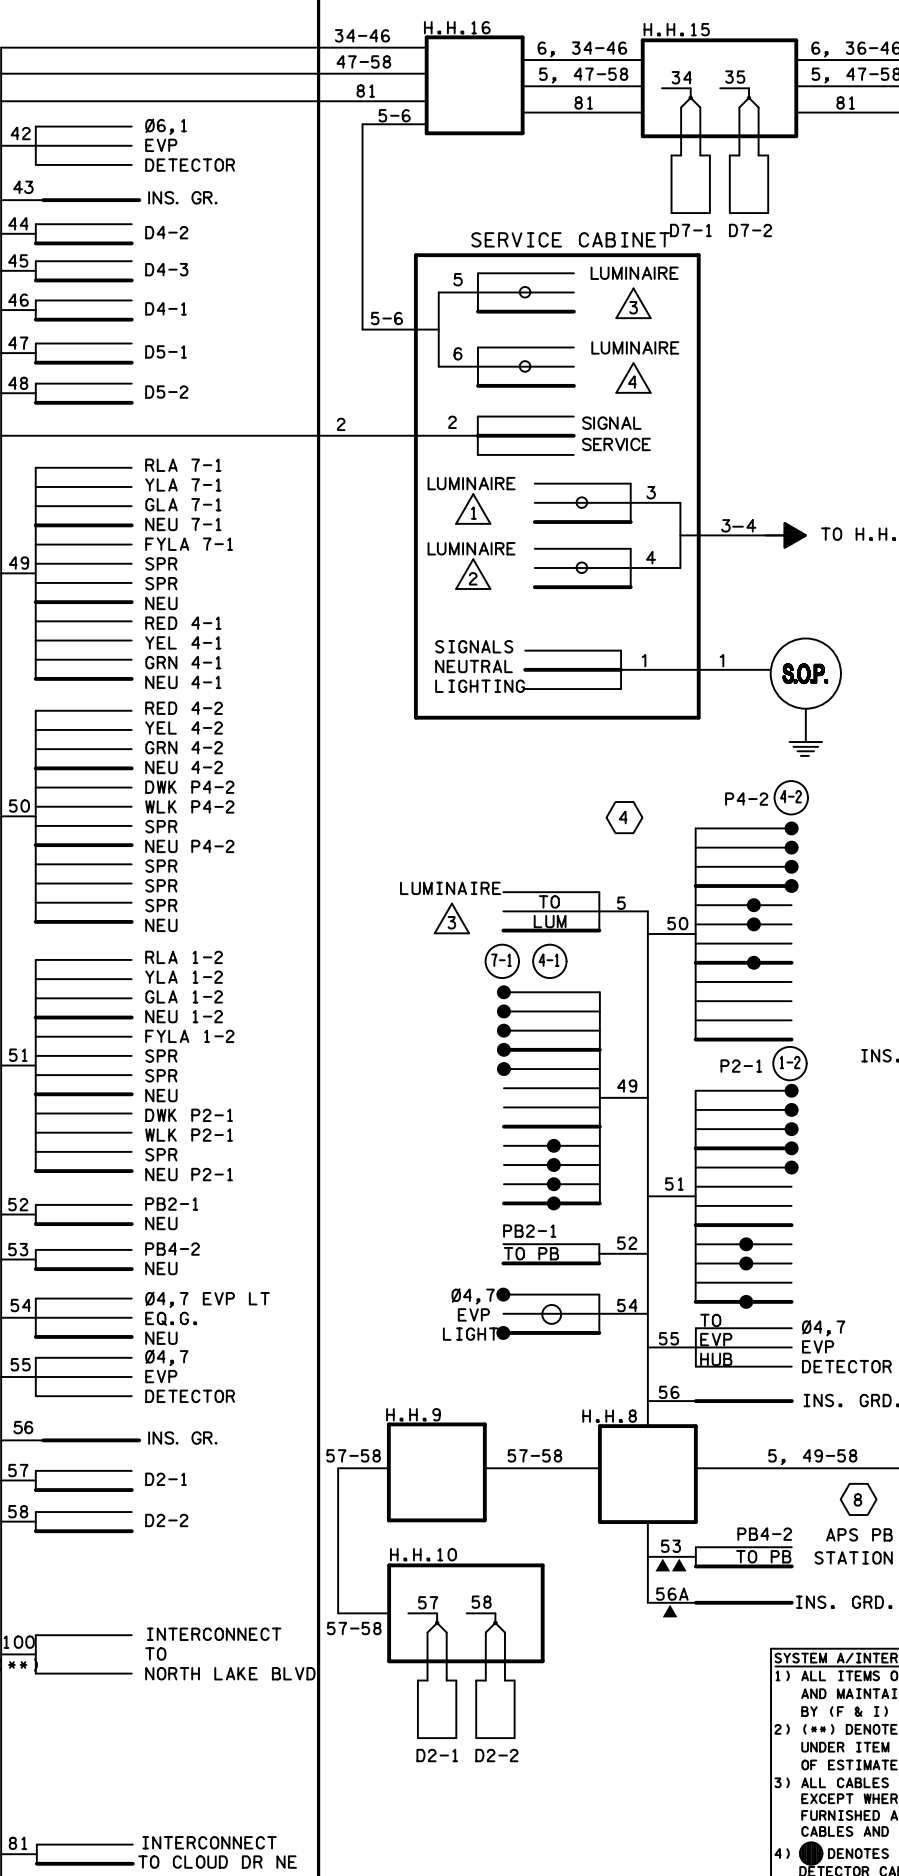 34-46
47-58
81
H.H.16
6, 34-46
5, 47-58
81
H.H.15
34 35
D7-1 D7-2
6, 36-46
5, 47-58
81
5-6
42
Ø6,1
EVP
DETECTOR
43
INS. GR.
44
D4-2
45
D4-3
46
D4-1
47
D5-1
48
D5-2
SERVICE CABINET
5-6
5
LUMINAIRE
3
6
LUMINAIRE
4
2
2
SIGNAL
SERVICE
LUMINAIRE
1
3
LUMINAIRE
2
4
3-4
TO H.H.
SIGNALS
NEUTRAL
LIGHTING
1
1
S.O.P.
49
RLA 7-1
YLA 7-1
GLA 7-1
NEU 7-1
FYLA 7-1
SPR
SPR
NEU
RED 4-1
YEL 4-1
GRN 4-1
NEU 4-1
50
RED 4-2
YEL 4-2
GRN 4-2
NEU 4-2
DWK P4-2
WLK P4-2
SPR
NEU P4-2
SPR
SPR
SPR
NEU
51
RLA 1-2
YLA 1-2
GLA 1-2
NEU 1-2
FYLA 1-2
SPR
SPR
NEU
DWK P2-1
WLK P2-1
SPR
NEU P2-1
52
PB2-1
NEU
53
PB4-2
NEU
54
Ø4,7 EVP LT
EQ.G.
NEU
55
Ø4,7
EVP
DETECTOR
56
INS. GR.
57
D2-1
58
D2-2
100
**)
INTERCONNECT
TO
NORTH LAKE BLVD
81
INTERCONNECT
TO CLOUD DR NE
4
P4-2 4-2
50
LUMINAIRE
3
TO
LUM
5
7-1 4-1
49
P2-1 1-2
51
INS.
PB2-1
TO PB
52
Ø4,7
EVP
LIGHT
54
55
TO
EVP
HUB
Ø4,7
EVP
DETECTOR
56
INS. GRD.
H.H.9
57-58
57-58
H.H.8
5, 49-58
8
53
PB4-2
TO PB
APS PB
STATION
56A
INS. GRD.
H.H.10
57-58
57 58
D2-1 D2-2
SYSTEM A/INTER
1) ALL ITEMS O
AND MAINTAI
BY (F & I)
2) (**) DENOTE
UNDER ITEM
OF ESTIMATE
3) ALL CABLES
EXCEPT WHER
FURNISHED A
CABLES AND
4) DENOTES
DETECTOR CA